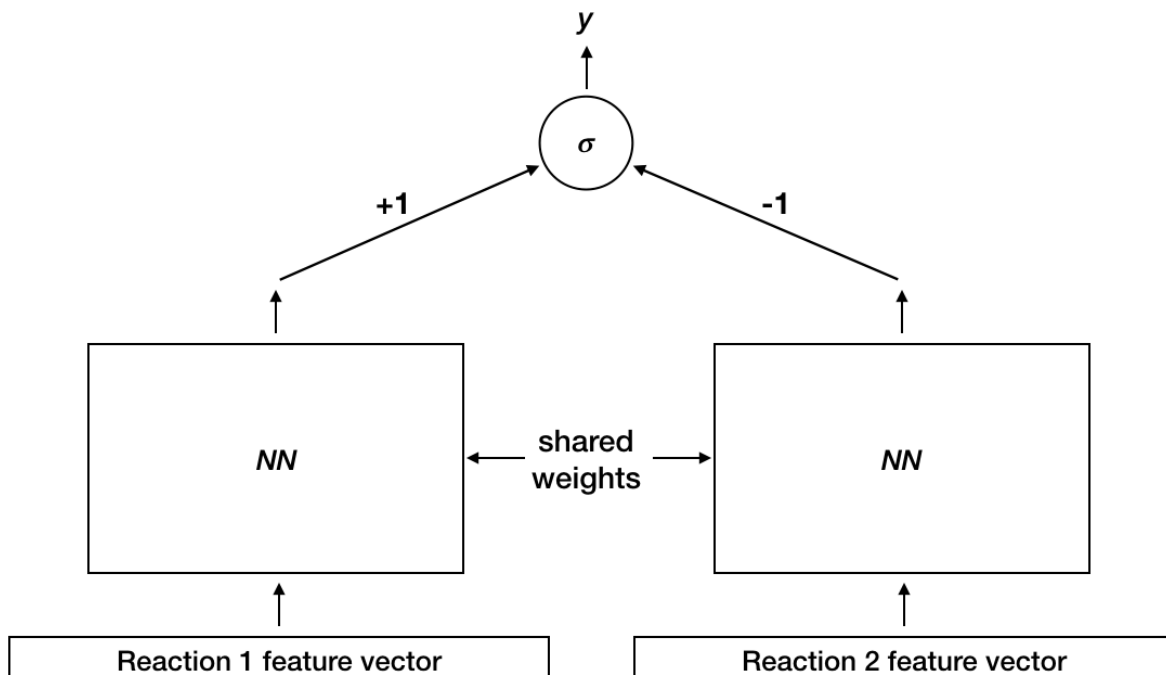 y
σ
+1
-1
NN
shared
weights
NN
Reaction 1 feature vector
Reaction 2 feature vector